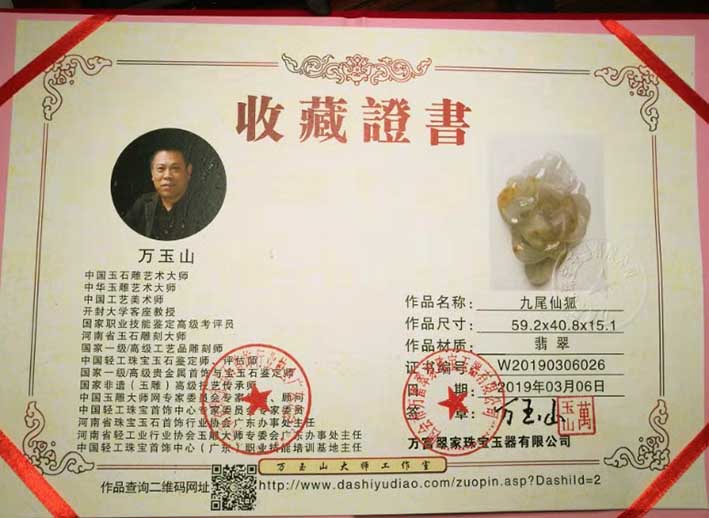 收藏證書
万玉山
中国玉石雕艺术大师
中华玉雕艺术大师
中国工艺美术师
开封大学客座教授
国家职业技能鉴定高级考评员
河南省玉石雕刻大师
国家一级/高级工艺品雕刻师
中国轻工珠宝玉石鉴定师、评估师
国家一级/高级贵金属首饰与宝玉石鉴定师
国家非遗（玉雕）高级技艺传承师
中国玉雕大师网专家委员会专家、顾问
中国轻工珠宝首饰中心专家委员会专家委员
河南省珠宝玉石首饰行业协会广东办事处主任
河南省轻工业行业协会玉雕大师专委会广东办事处主任
中国轻工珠宝首饰中心（广东）职业技能培训基地主任
作品名称： 九尾仙狐
作品尺寸： 59.2x40.8x15.1
作品材质： 翡翠
证书编号： W20190306026
日 期： 2019年03月06日
签 章： 万玉山
萬玉山
万富翠家珠宝玉器有限公司
万玉山大师工作室
作品查询二维码网址
http://www.dashiyudiao.com/zuopin.asp?DashiId=2